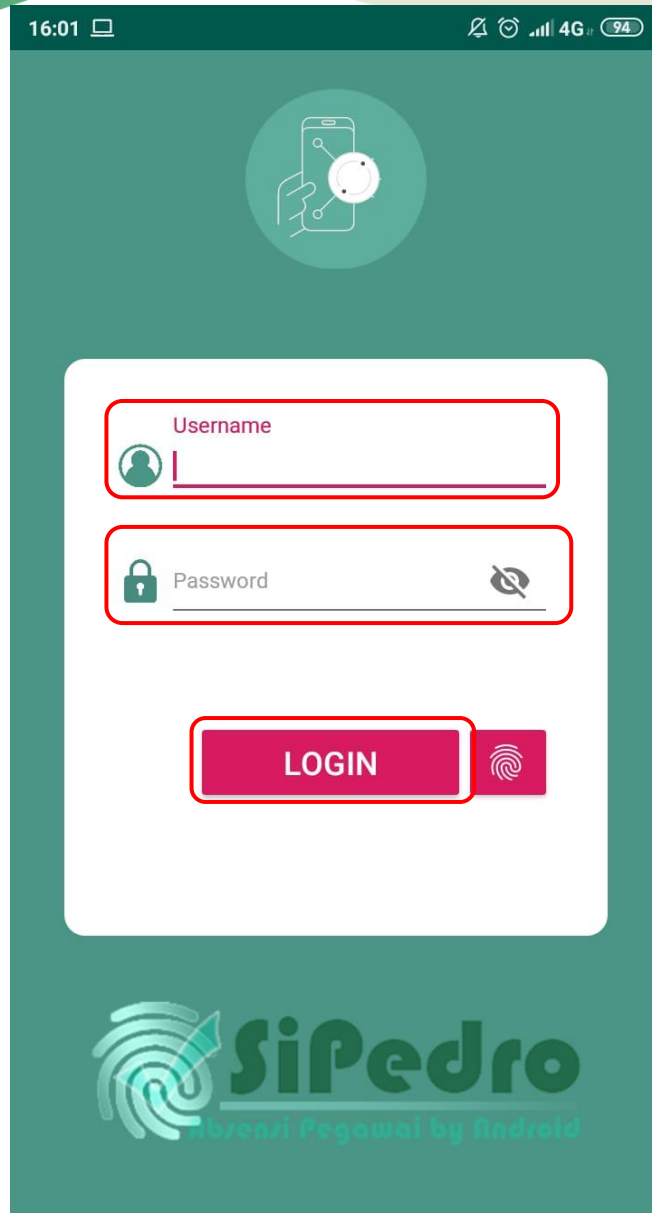 16:01 4G 94
Username
Password
LOGIN
SiPedro
Absensi Pegawai by Android